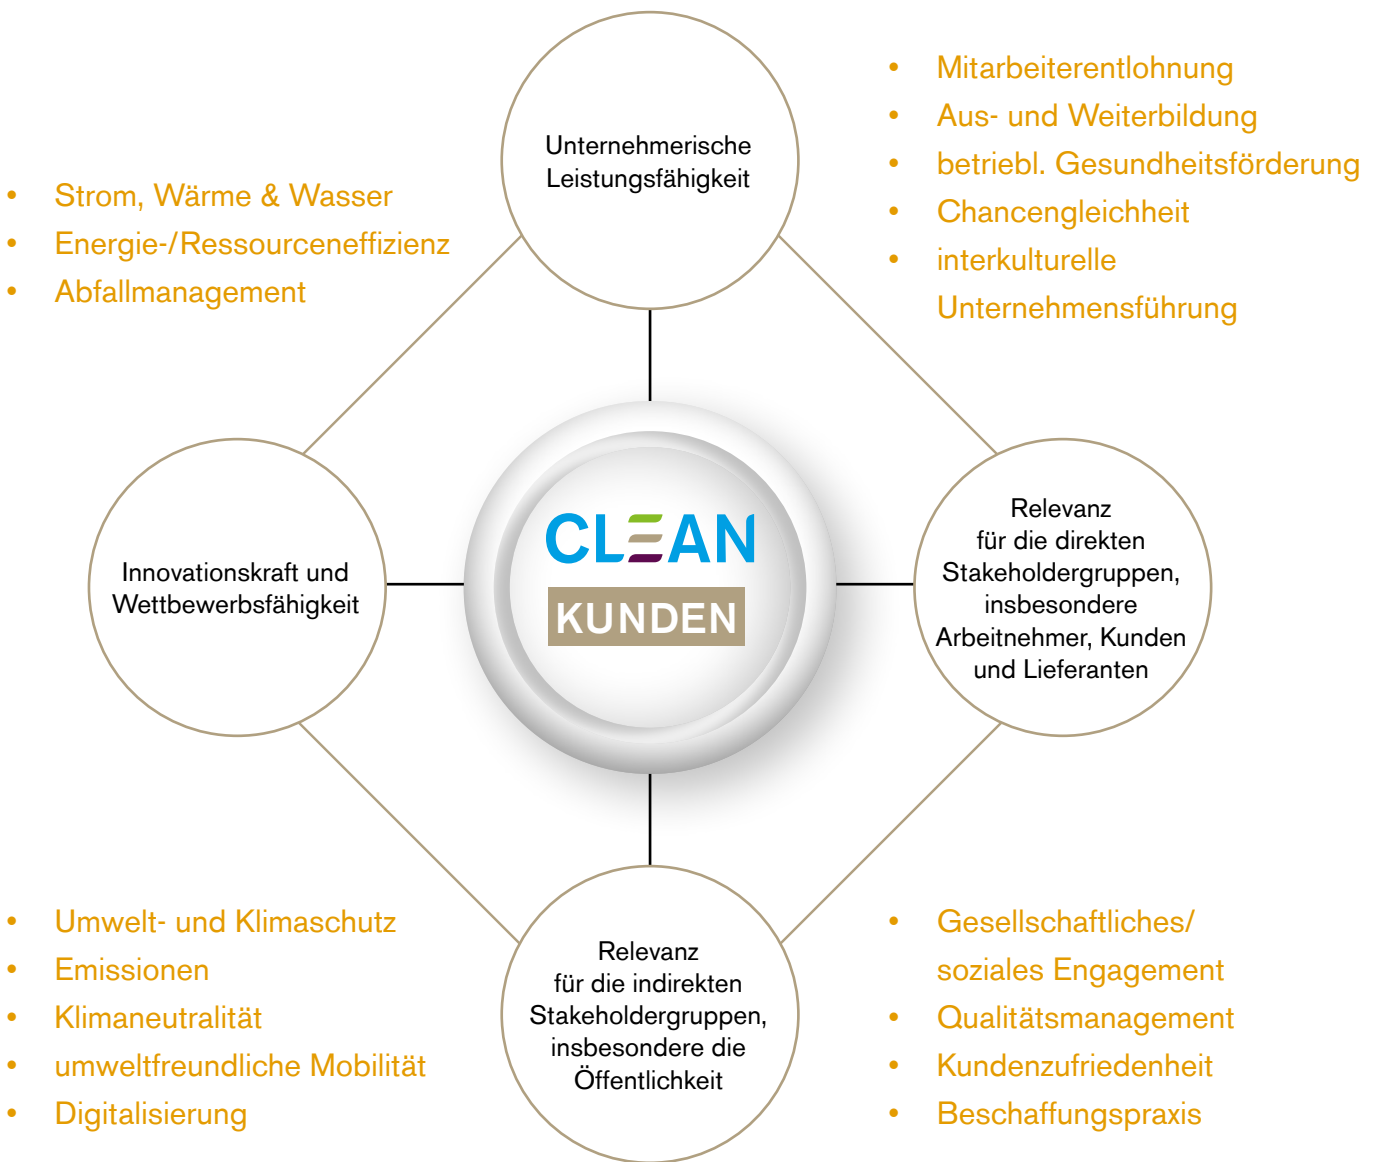 Unternehmerische
Leistungsfähigkeit
• Mitarbeiterentlohnung
• Aus- und Weiterbildung
• betriebl. Gesundheitsförderung
• Chancengleichheit
• interkulturelle
Unternehmensführung
• Strom, Wärme & Wasser
• Energie-/Ressourceneffizienz
• Abfallmanagement
Innovationskraft und
Wettbewerbsfähigkeit
CLEAN
KUNDEN
Relevanz
für die direkten
Stakeholdergruppen,
insbesondere
Arbeitnehmer, Kunden
und Lieferanten
• Umwelt- und Klimaschutz
• Emissionen
• Klimaneutralität
• umweltfreundliche Mobilität
• Digitalisierung
Relevanz
für die indirekten
Stakeholdergruppen,
insbesondere die
Öffentlichkeit
• Gesellschaftliches/
soziales Engagement
• Qualitätsmanagement
• Kundenzufriedenheit
• Beschaffungspraxis